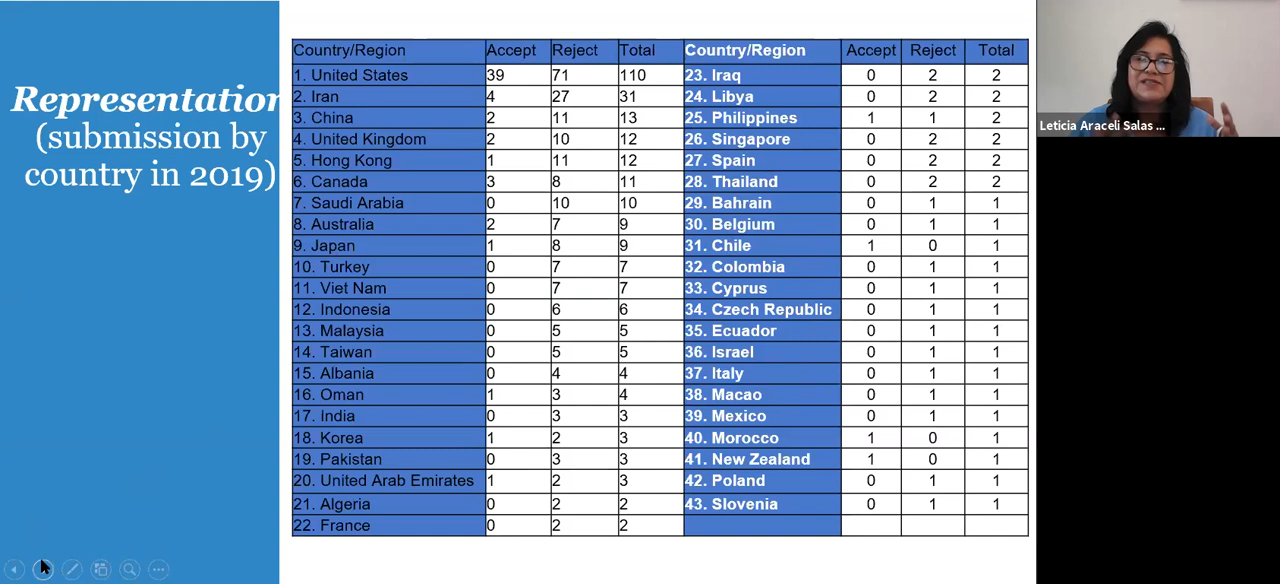 Representation
(submission by
country in 2019)
Country/Region Accept Reject Total Country/Region Accept Reject Total
1. United States 39 71 110 23. Iraq 0 2 2
2. Iran 4 27 31 24. Libya 0 2 2
3. China 2 11 13 25. Philippines 1 1 2
4. United Kingdom 2 10 12 26. Singapore 0 2 2
5. Hong Kong 1 11 12 27. Spain 0 2 2
6. Canada 3 8 11 28. Thailand 0 2 2
7. Saudi Arabia 0 10 10 29. Bahrain 0 1 1
8. Australia 2 7 9 30. Belgium 0 1 1
9. Japan 1 8 9 31. Chile 1 0 1
10. Turkey 0 7 7 32. Colombia 0 1 1
11. Viet Nam 0 7 7 33. Cyprus 0 1 1
12. Indonesia 0 6 6 34. Czech Republic 0 1 1
13. Malaysia 0 5 5 35. Ecuador 0 1 1
14. Taiwan 0 5 5 36. Israel 0 1 1
15. Albania 0 4 4 37. Italy 0 1 1
16. Oman 1 3 4 38. Macao 0 1 1
17. India 0 3 3 39. Mexico 0 1 1
18. Korea 1 2 3 40. Morocco 1 0 1
19. Pakistan 0 3 3 41. New Zealand 1 0 1
20. United Arab Emirates 1 2 3 42. Poland 0 1 1
21. Algeria 0 2 2 43. Slovenia 0 1 1
22. France 0 2 2
Leticia Araceli Salas ...